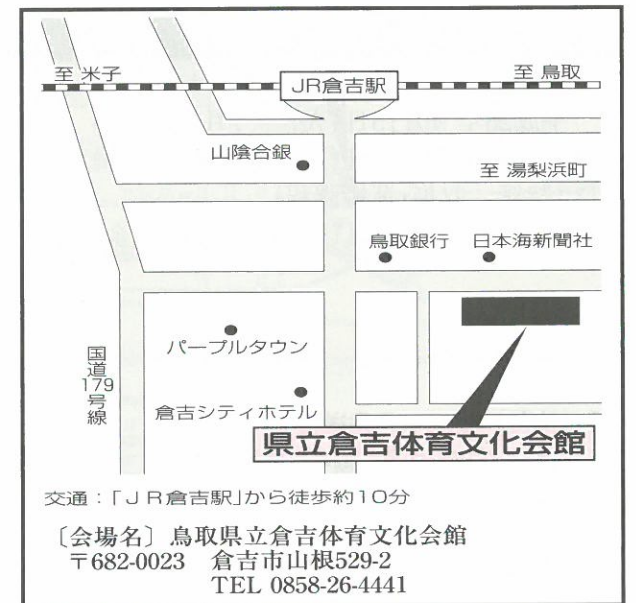 至 米子
JR倉吉駅
至 鳥取
山陰合銀
至 湯梨浜町
鳥取銀行
日本海新聞社
パープルタウン
国道179号線
倉吉シティホテル
県立倉吉体育文化会館
交通：「ＪＲ倉吉駅」から徒歩約10分
〔会場名〕鳥取県立倉吉体育文化会館
〒682-0023　倉吉市山根529-2
TEL 0858-26-4441